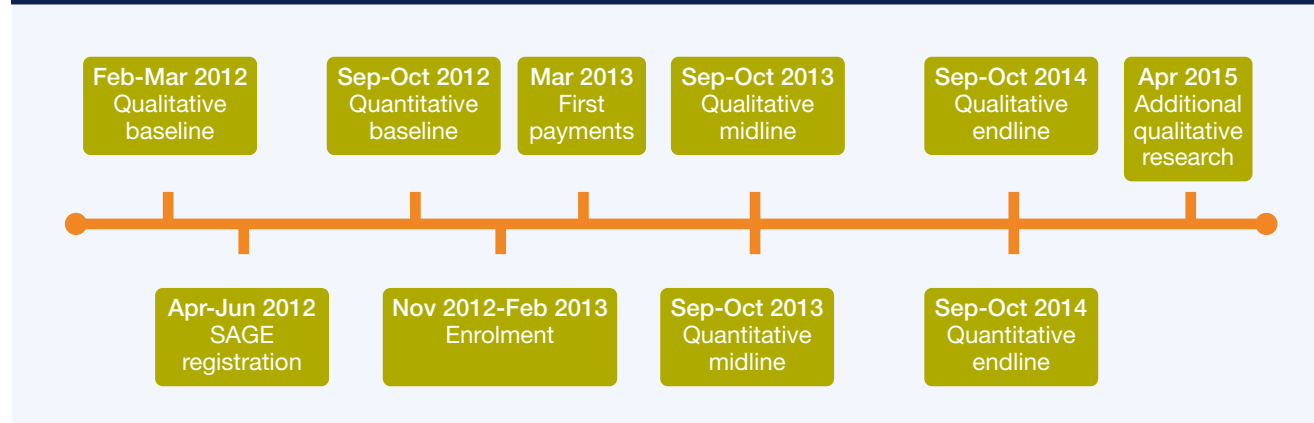 Feb-Mar 2012
Qualitative
baseline
Sep-Oct 2012
Quantitative
baseline
Mar 2013
First
payments
Sep-Oct 2013
Qualitative
midline
Sep-Oct 2014
Qualitative
endline
Apr 2015
Additional
qualitative
research
Apr-Jun 2012
SAGE
registration
Nov 2012-Feb 2013
Enrolment
Sep-Oct 2013
Quantitative
midline
Sep-Oct 2014
Quantitative
endline